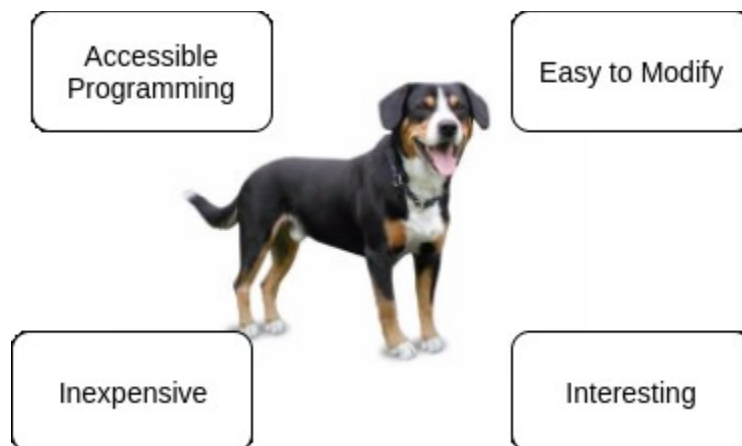 Accessible
Programming
Easy to Modify
Inexpensive
Interesting